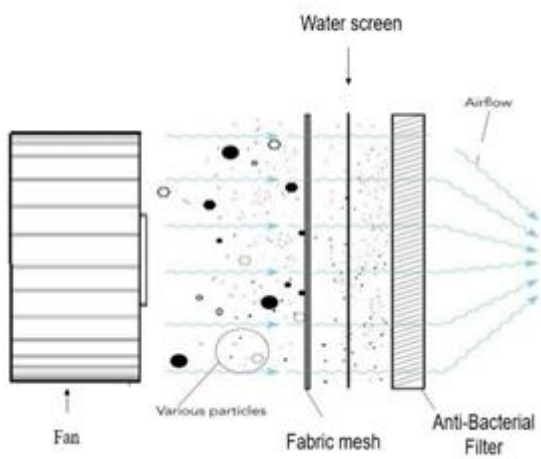 Water screen
Airflow
Various particles
Fan
Fabric mesh
Anti-Bacterial
Filter